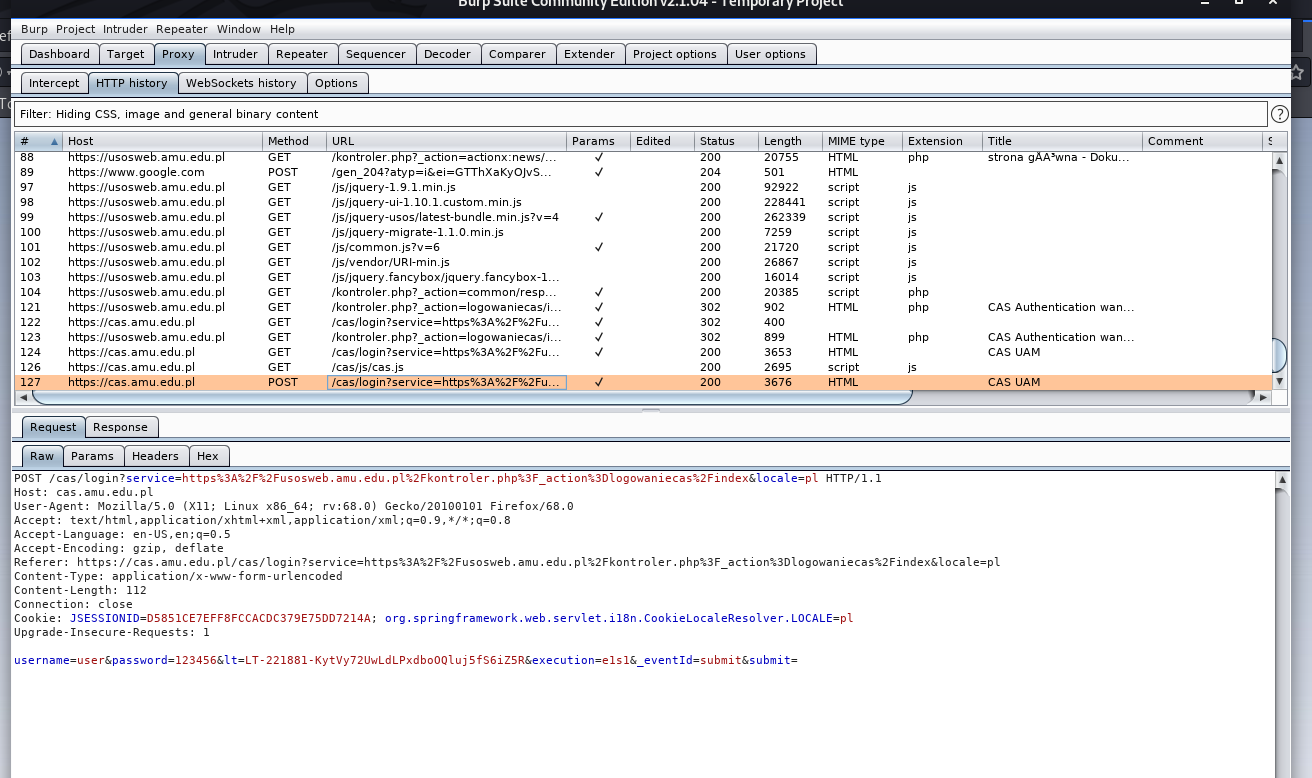 Burp Suite Community Edition v2.1.04 - Temporary Project
Burp Project Intruder Repeater Window Help
Dashboard Target Proxy Intruder Repeater Sequencer Decoder Comparer Extender Project options User options
Intercept HTTP history WebSockets history Options
Filter: Hiding CSS, image and general binary content ?
# Host Method URL Params Edited Status Length MIME type Extension Title Comment S
88 https://usosweb.amu.edu.pl GET /kontroler.php?_action=actionx:news/... ✓ 200 20755 HTML php strona gÅÃ³wna - Doku...
89 https://www.google.com POST /gen_204?atyp=i&ei=GTThXaKyOJvS... ✓ 204 501 HTML
97 https://usosweb.amu.edu.pl GET /js/jquery-1.9.1.min.js 200 92922 script js
98 https://usosweb.amu.edu.pl GET /js/jquery-ui-1.10.1.custom.min.js 200 228441 script js
99 https://usosweb.amu.edu.pl GET /js/jquery-usos/latest-bundle.min.js?v=4 ✓ 200 262339 script js
100 https://usosweb.amu.edu.pl GET /js/jquery-migrate-1.1.0.min.js 200 7259 script js
101 https://usosweb.amu.edu.pl GET /js/common.js?v=6 ✓ 200 21720 script js
102 https://usosweb.amu.edu.pl GET /js/vendor/URI-min.js 200 26867 script js
103 https://usosweb.amu.edu.pl GET /js/jquery.fancybox/jquery.fancybox-1... 200 16014 script js
104 https://usosweb.amu.edu.pl GET /kontroler.php?_action=common/resp... ✓ 200 20385 script php
121 https://usosweb.amu.edu.pl GET /kontroler.php?_action=logowaniecas/i... ✓ 302 902 HTML php CAS Authentication wan...
122 https://cas.amu.edu.pl GET /cas/login?service=https%3A%2F%2Fu... ✓ 302 400
123 https://usosweb.amu.edu.pl GET /kontroler.php?_action=logowaniecas/i... ✓ 302 899 HTML php CAS Authentication wan...
124 https://cas.amu.edu.pl GET /cas/login?service=https%3A%2F%2Fu... ✓ 200 3653 HTML CAS UAM
126 https://cas.amu.edu.pl GET /cas/js/cas.js 200 2695 script js
127 https://cas.amu.edu.pl POST /cas/login?service=https%3A%2F%2Fu... ✓ 200 3676 HTML CAS UAM
Request Response
Raw Params Headers Hex
POST /cas/login?service=https%3A%2F%2Fusosweb.amu.edu.pl%2Fkontroler.php%3F_action%3Dlogowaniecas%2Findex&locale=pl HTTP/1.1
Host: cas.amu.edu.pl
User-Agent: Mozilla/5.0 (X11; Linux x86_64; rv:68.0) Gecko/20100101 Firefox/68.0
Accept: text/html,application/xhtml+xml,application/xml;q=0.9,*/*;q=0.8
Accept-Language: en-US,en;q=0.5
Accept-Encoding: gzip, deflate
Referer: https://cas.amu.edu.pl/cas/login?service=https%3A%2F%2Fusosweb.amu.edu.pl%2Fkontroler.php%3F_action%3Dlogowaniecas%2Findex&locale=pl
Content-Type: application/x-www-form-urlencoded
Content-Length: 112
Connection: close
Cookie: JSESSIONID=D5851CE7EFF8FCCACDC379E75DD7214A; org.springframework.web.servlet.i18n.CookieLocaleResolver.LOCALE=pl
Upgrade-Insecure-Requests: 1
username=user&password=123456&lt=LT-221881-KytVy72UwLdLPxdboOQluj5fS6iZ5R&execution=e1s1&_eventId=submit&submit=